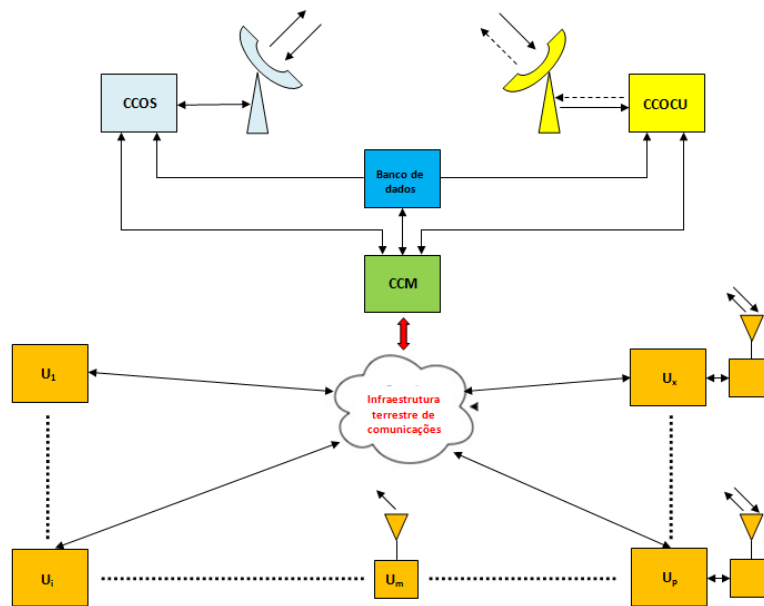 CCOS
CCOCU
Banco de
dados
CCM
U1
Infraestrutura
terrestre de
comunicações
Ux
Ui
Um
Up